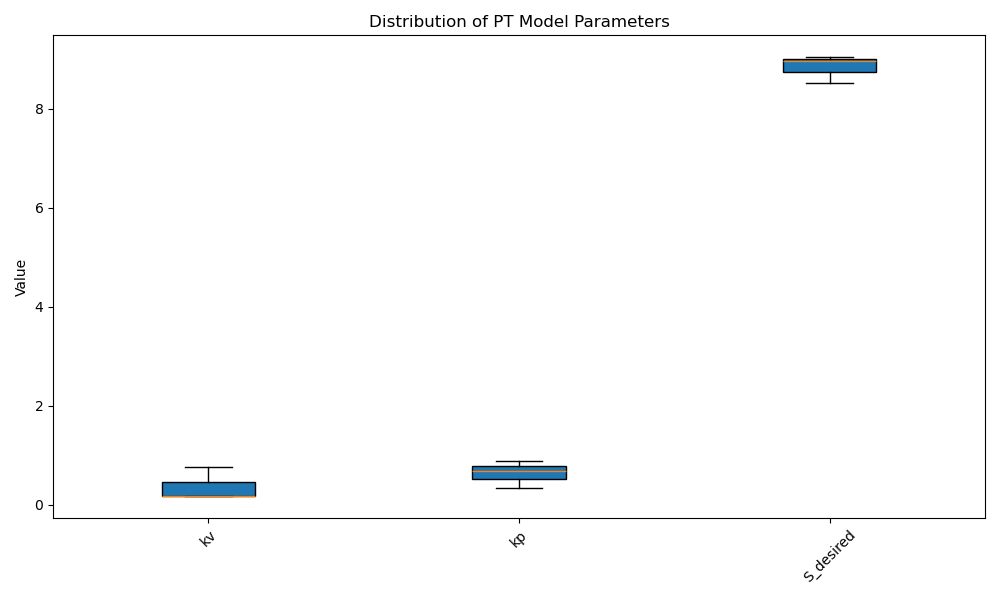 Distribution of PT Model Parameters
Value
8
6
4
2
0
kv
kp
S_desired